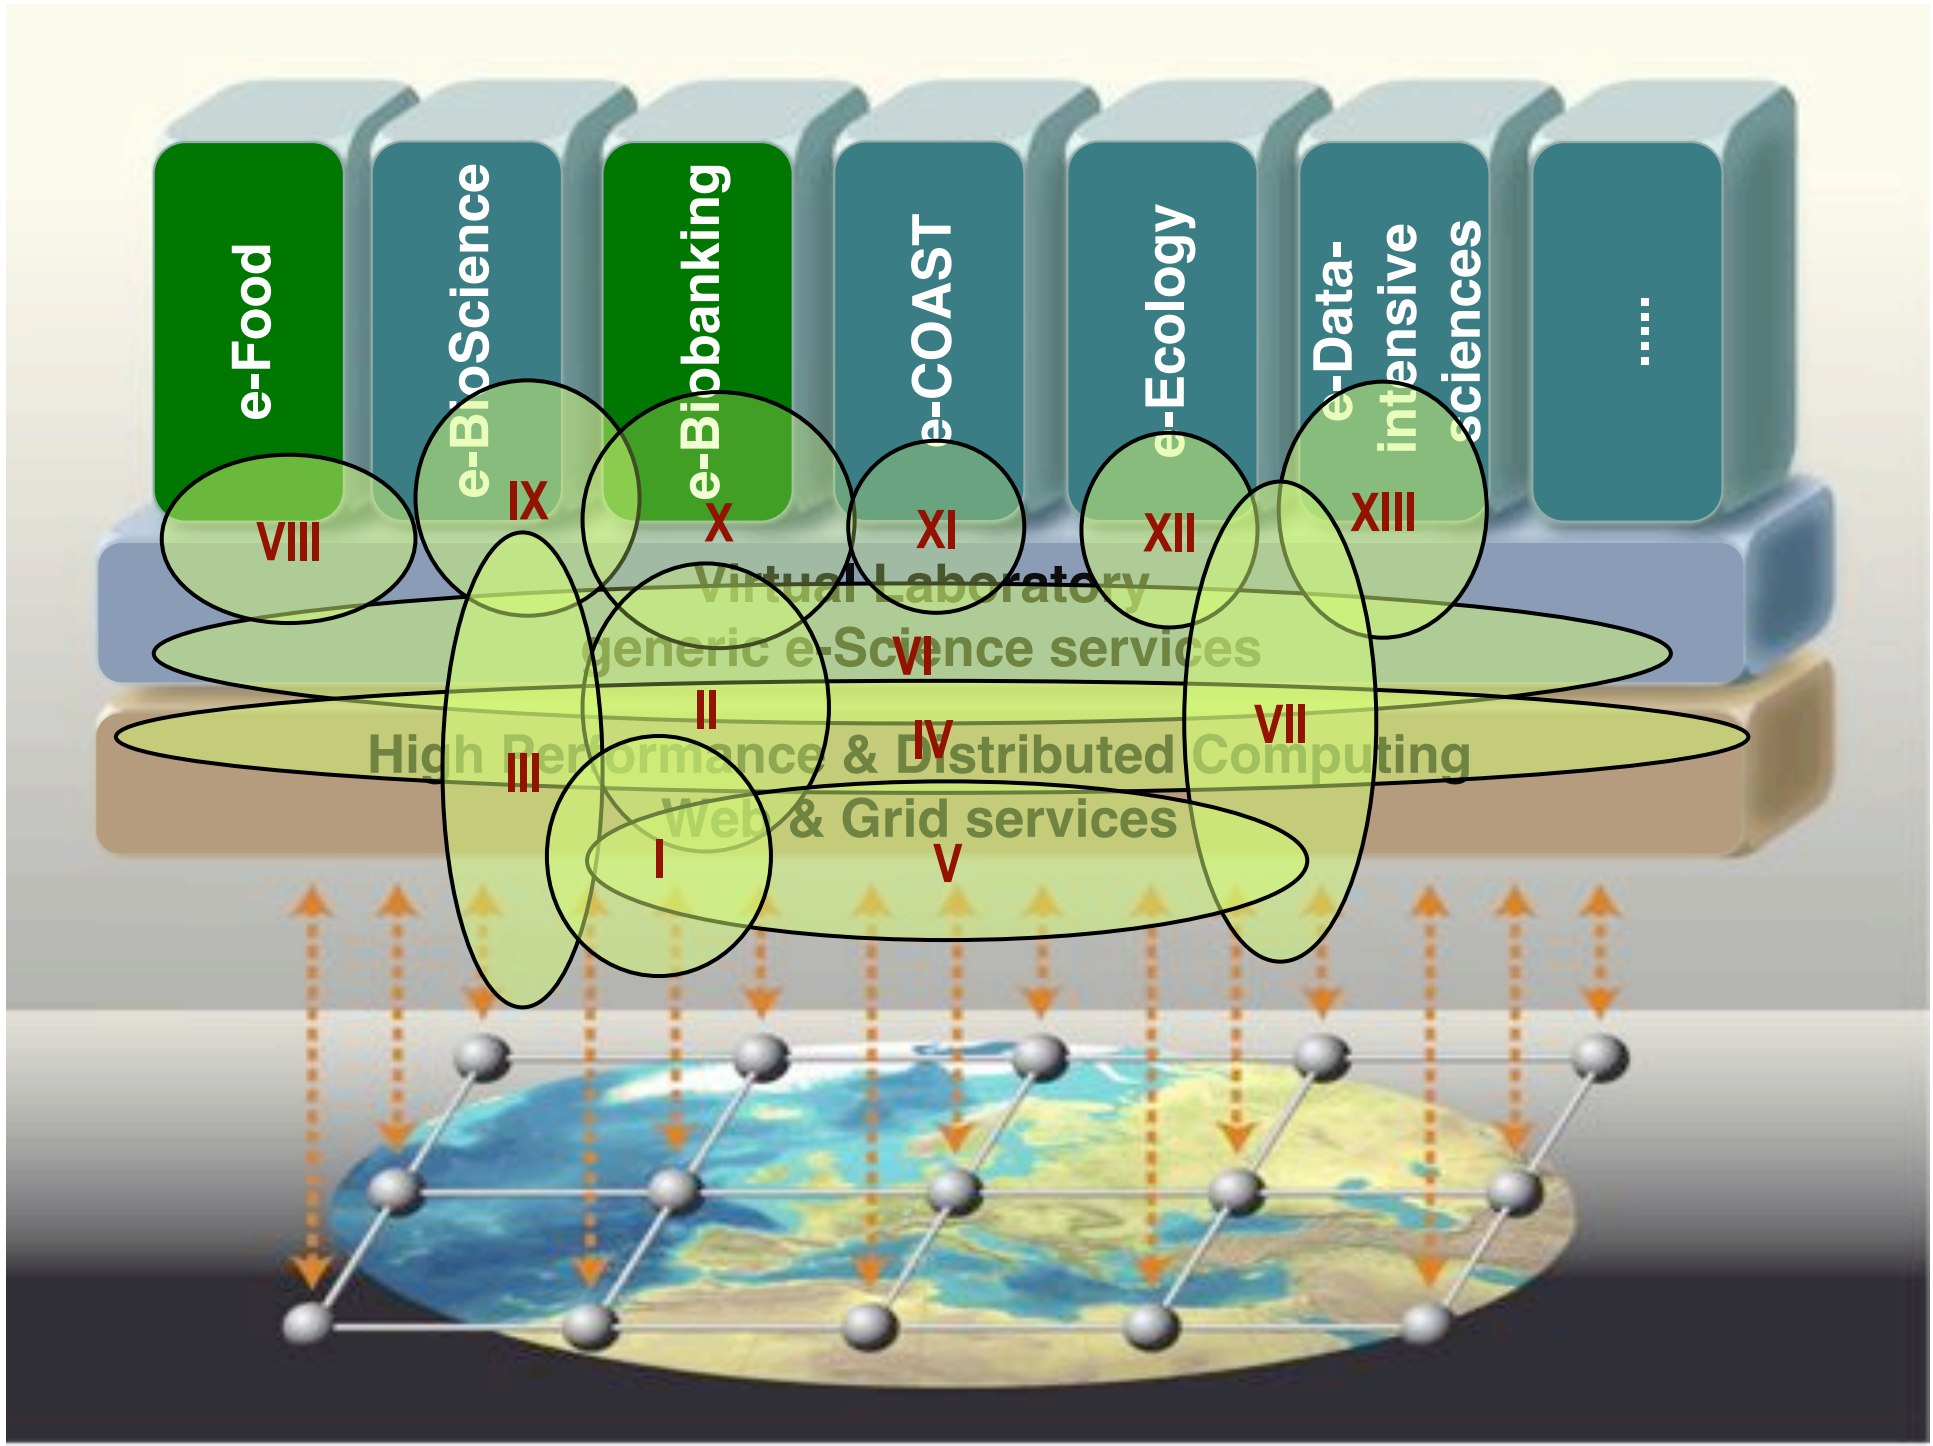 e-Food
e-BioScience
e-Biobanking
e-COAST
e-Ecology
e-Data-
intensive
sciences
......
VIII
IX
X
XI
XII
XIII
Virtual Laboratory
generic e-Science services
VI
II
IV
VII
High Performance & Distributed Computing
III
Web & Grid services
I
V